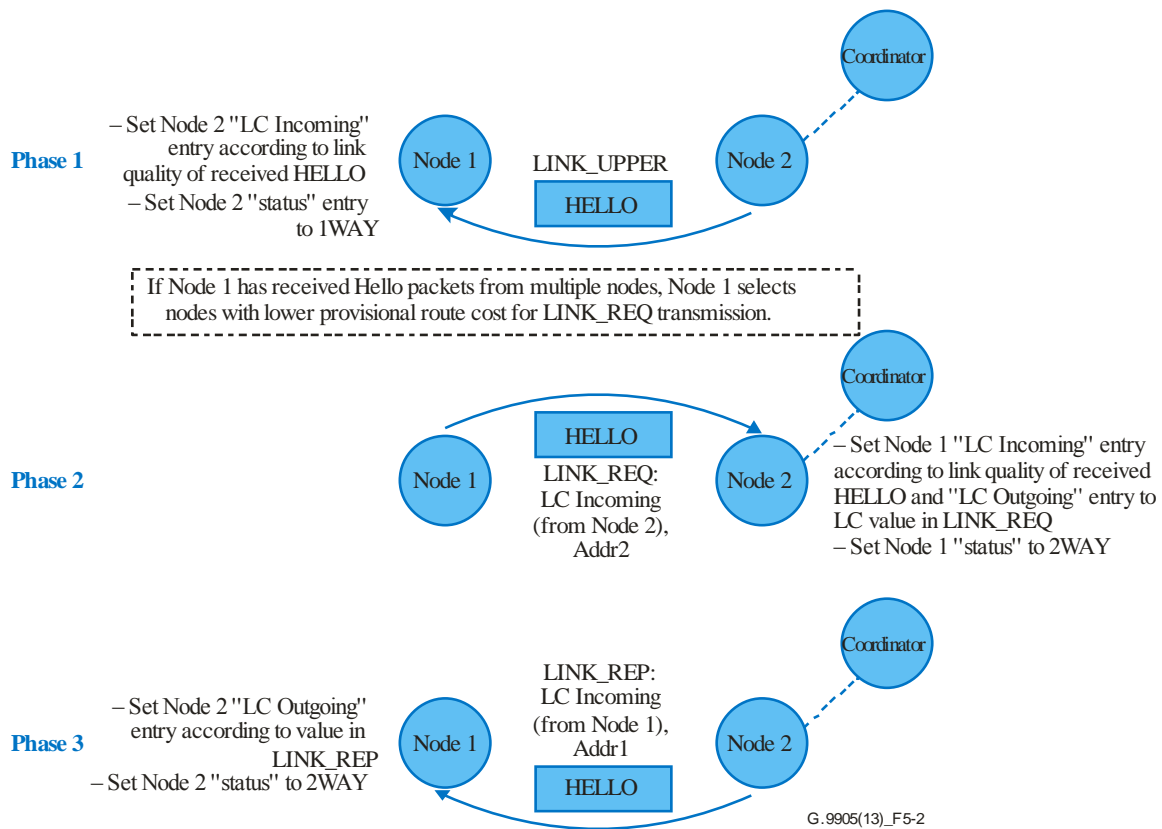 Coordinator
– Set Node 2 "LC Incoming"
entry according to link
quality of received HELLO
– Set Node 2 "status" entry
to 1WAY
Phase 1
Node 1
LINK_UPPER
HELLO
Node 2
If Node 1 has received Hello packets from multiple nodes, Node 1 selects
nodes with lower provisional route cost for LINK_REQ transmission.
Coordinator
Phase 2
Node 1
HELLO
LINK_REQ:
LC Incoming
(from Node 2),
Addr2
Node 2
– Set Node 1 "LC Incoming" entry
according to link quality of received
HELLO and "LC Outgoing" entry to
LC value in LINK_REQ
– Set Node 1 "status" to 2WAY
Coordinator
Phase 3
– Set Node 2 "LC Outgoing"
entry according to value in
LINK_REP
– Set Node 2 "status" to 2WAY
Node 1
LINK_REP:
LC Incoming
(from Node 1),
Addr1
HELLO
Node 2
G.9905(13)_F5-2